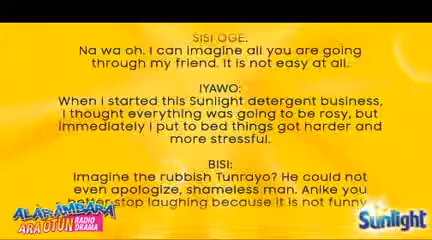 SISI OGE:
Na wa oh. I can imagine all you are going
through my friend. It is not easy at all.
IYAWO:
When I started this Sunlight detergent business,
I thought everything was going to be rosy, but
immediately I put to bed things got harder and
more stressful.
BISI:
Imagine the rubbish Tunrayo? He could not
even apologize, shameless man. Anike you
better stop laughing because it is not funny
ALÁRÀMBARÀ
ARA OTUN RADIO
DRAMA
Sunlight